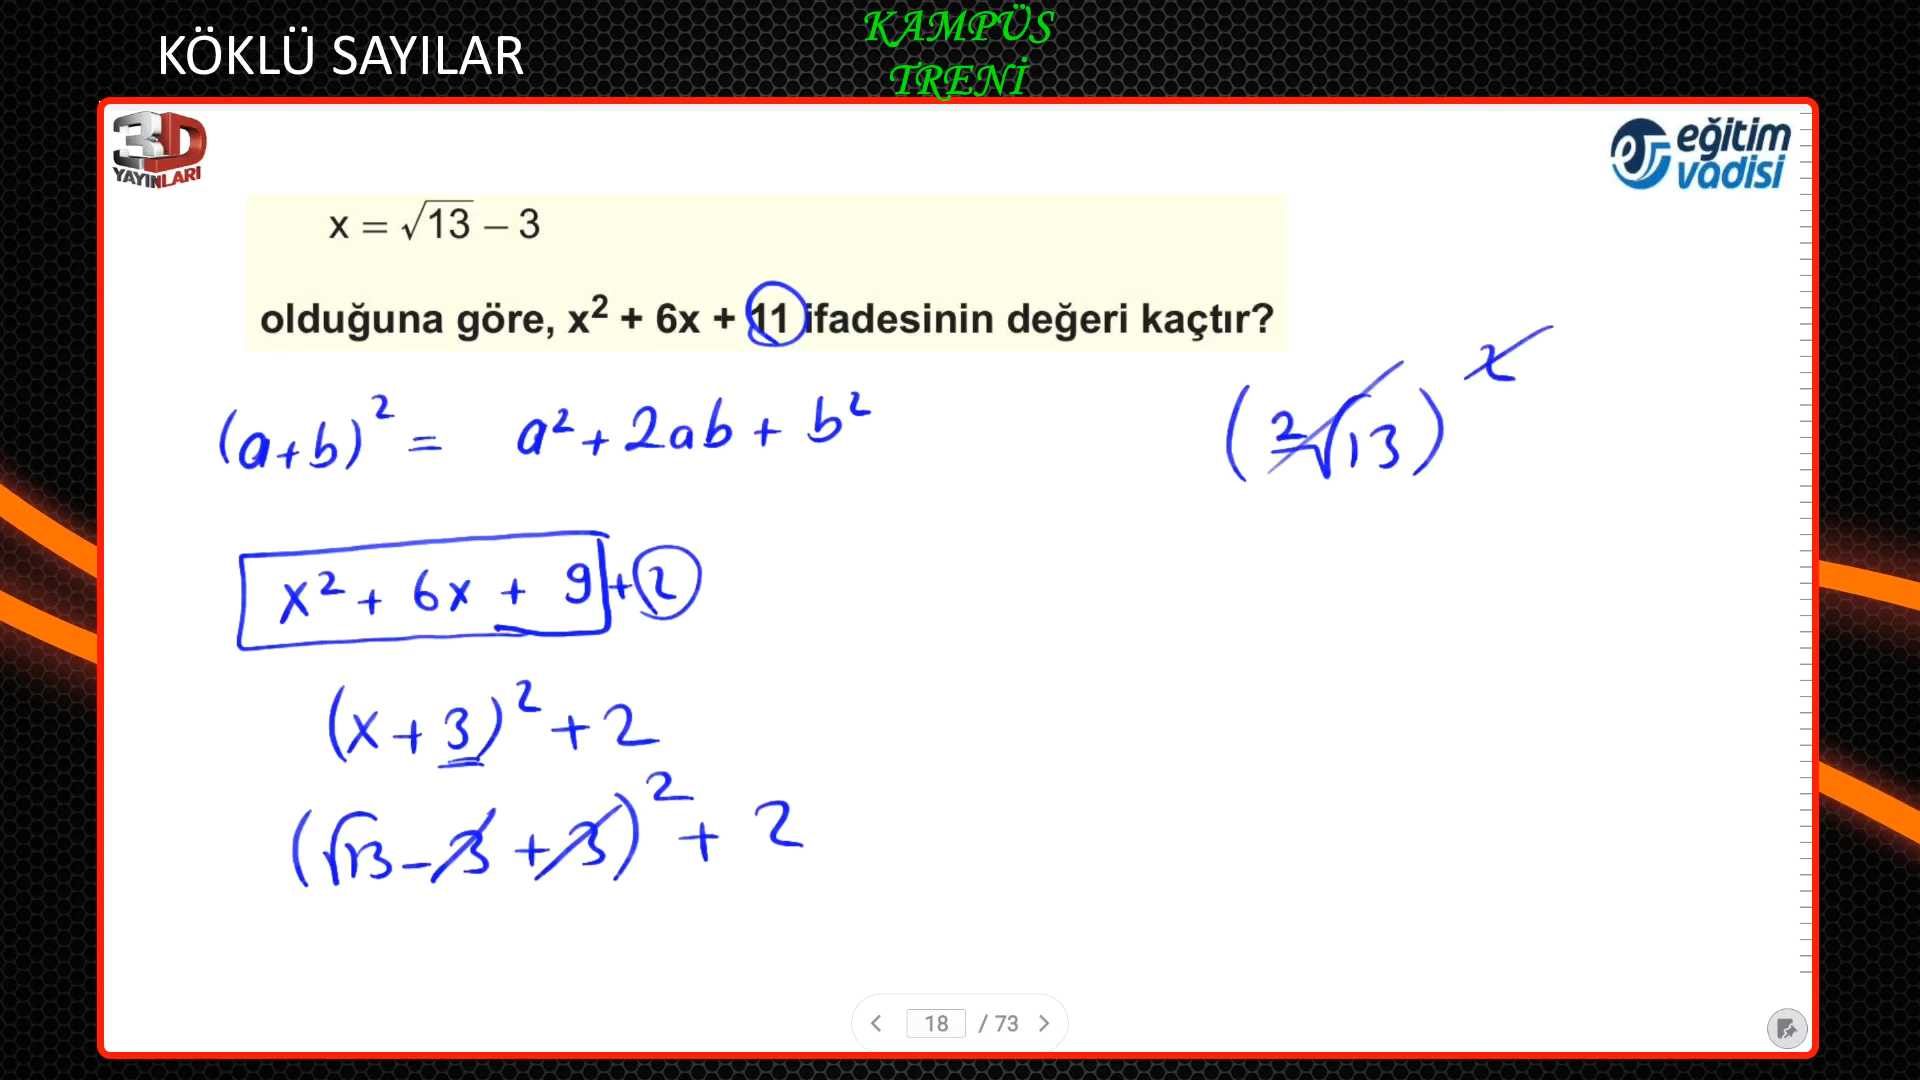 KÖKLÜ SAYILAR
KAMPÜS
TRENİ
3D
YAYINLARI
eğitim
vadisi
x = √13 – 3
olduğuna göre, x² + 6x + 11 ifadesinin değeri kaçtır?
(a+b)² = a² + 2ab + b²
(²√13)²
x² + 6x + 9 + 2
(x + 3)² + 2
(√13 - 3 + 3)² + 2
18 / 73